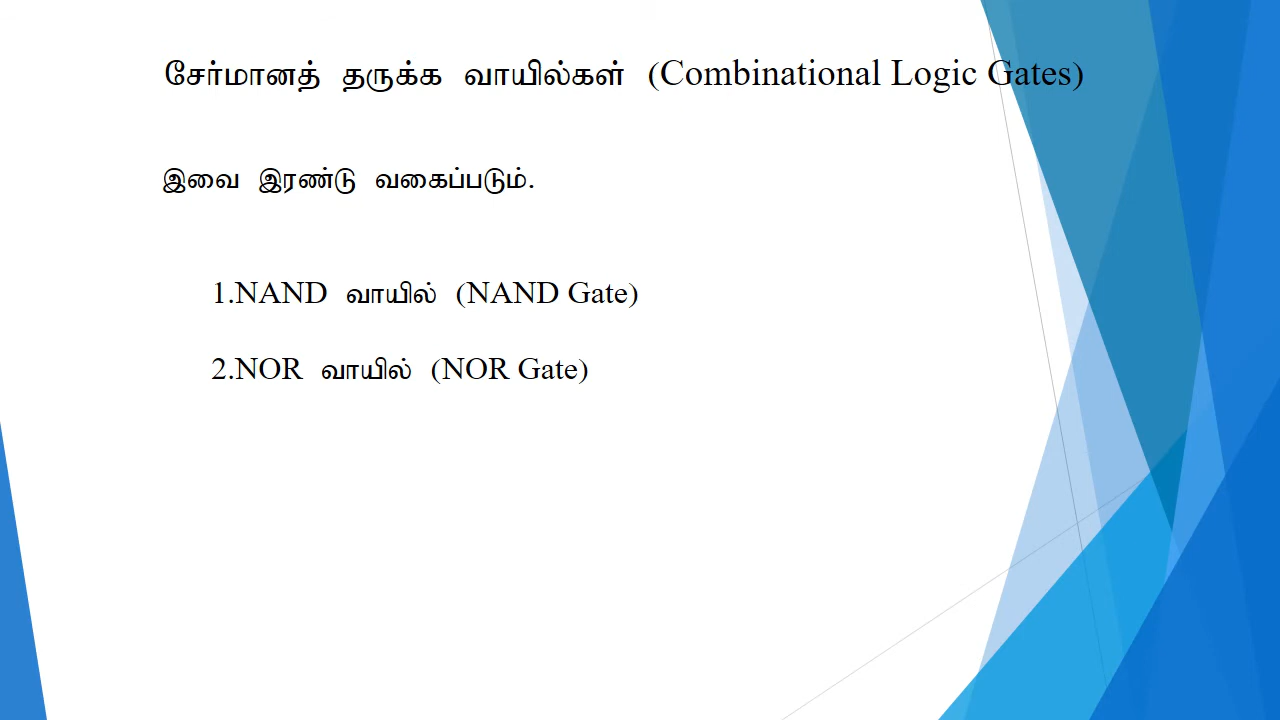 சேர்மானத் தருக்க வாயில்கள் (Combinational Logic Gates)
இவை இரண்டு வகைப்படும்.
1.NAND வாயில் (NAND Gate)
2.NOR வாயில் (NOR Gate)